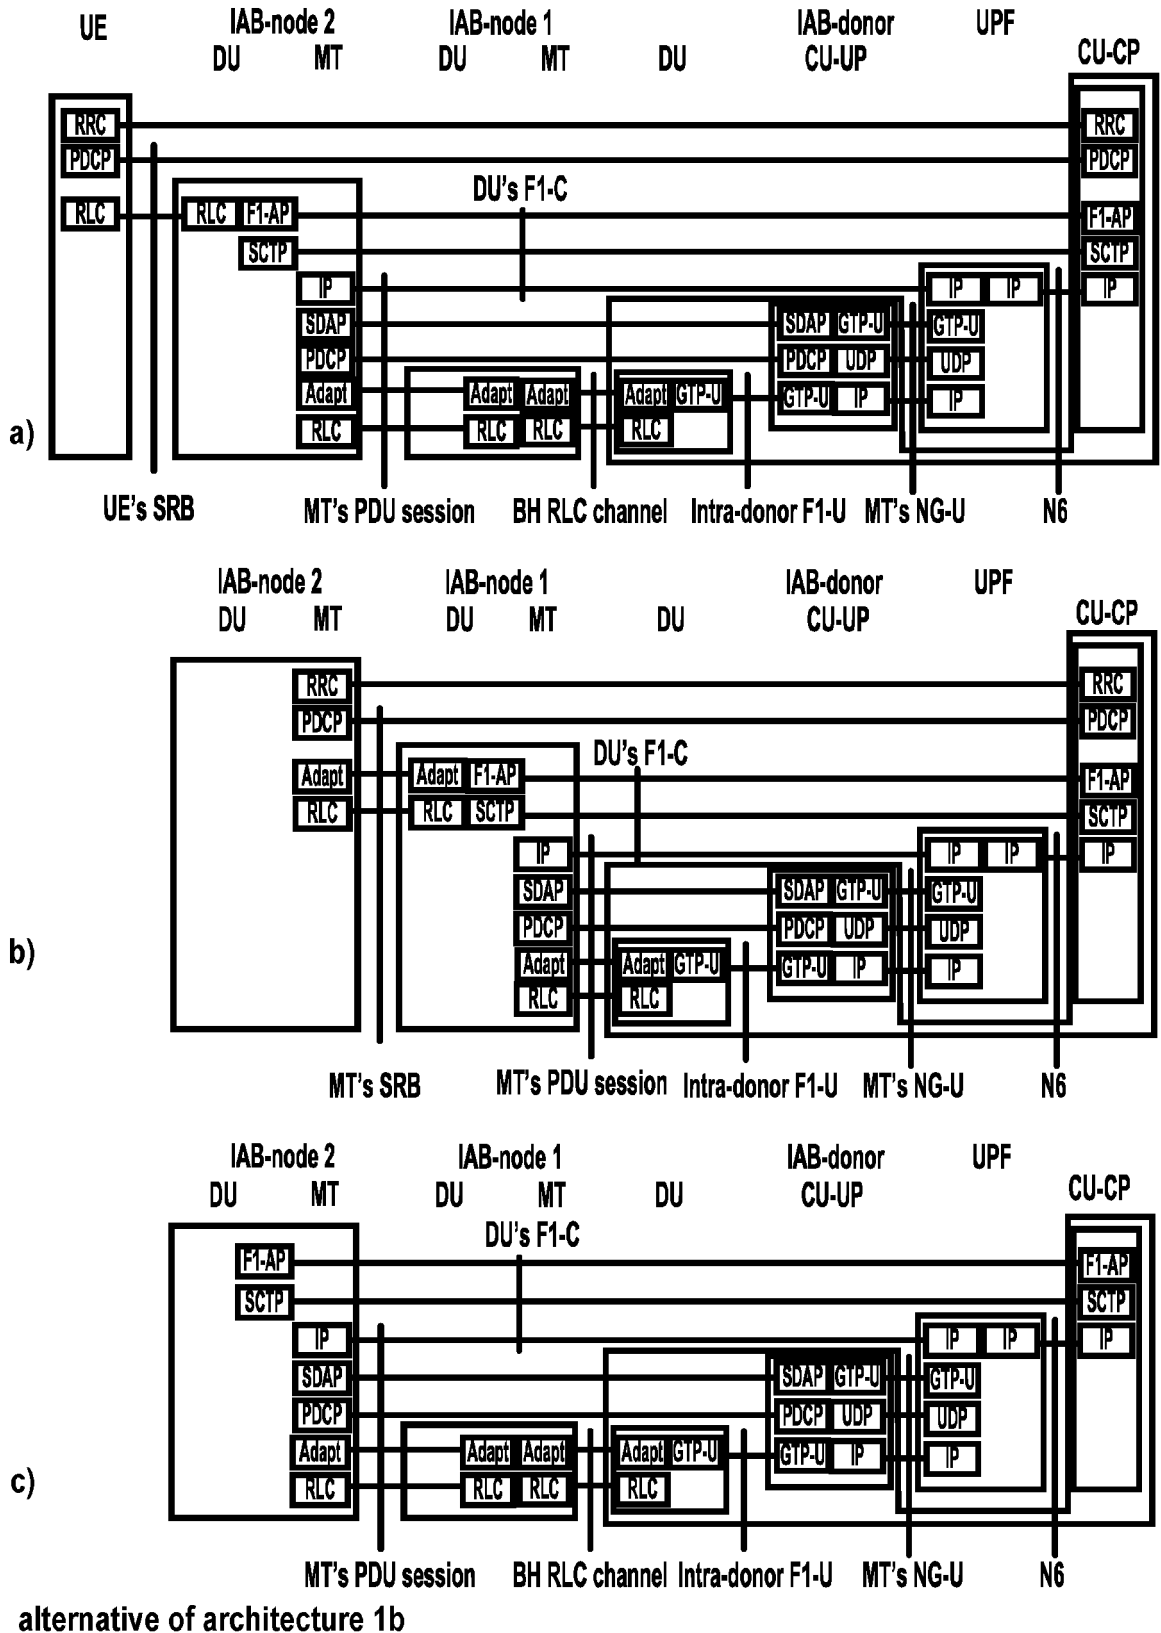 UE IAB-node 2 IAB-node 1 IAB-donor UPF
DU MT DU MT DU CU-UP CU-CP
RRC RRC
PDCP PDCP
DU's F1-C
RLC RLC F1-AP F1-AP
SCTP SCTP
IP IP IP IP
SDAP SDAP GTP-U GTP-U
PDCP PDCP UDP UDP
Adapt Adapt Adapt Adapt GTP-U GTP-U IP IP
a) RLC RLC RLC RLC
UE's SRB MT's PDU session BH RLC channel Intra-donor F1-U MT's NG-U N6
IAB-node 2 IAB-node 1 IAB-donor UPF
DU MT DU MT DU CU-UP CU-CP
RRC RRC
PDCP PDCP
DU's F1-C
Adapt Adapt F1-AP F1-AP
RLC RLC SCTP SCTP
IP IP IP IP
SDAP SDAP GTP-U GTP-U
PDCP PDCP UDP UDP
b) Adapt Adapt GTP-U GTP-U IP IP
RLC RLC
MT's SRB MT's PDU session Intra-donor F1-U MT's NG-U N6
IAB-node 2 IAB-node 1 IAB-donor UPF
DU MT DU MT DU CU-UP CU-CP
DU's F1-C
F1-AP F1-AP
SCTP SCTP
IP IP IP IP
SDAP SDAP GTP-U GTP-U
PDCP PDCP UDP UDP
Adapt Adapt Adapt Adapt GTP-U GTP-U IP IP
c) RLC RLC RLC RLC
MT's PDU session BH RLC channel Intra-donor F1-U MT's NG-U N6
alternative of architecture 1b